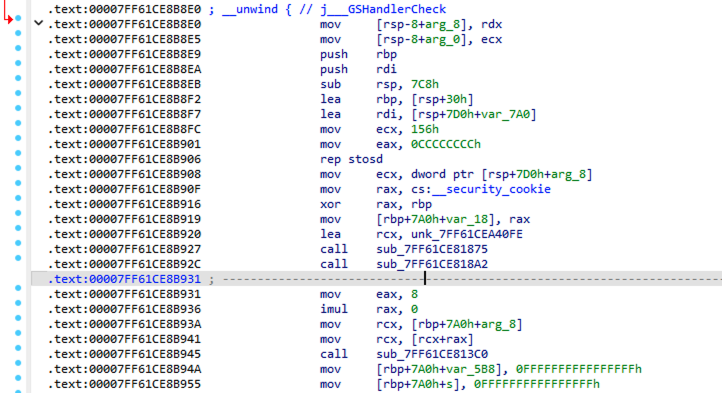 .text:00007FF61CE8B8E0 ; __unwind { // j___GSHandlerCheck
.text:00007FF61CE8B8E0 mov [rsp-8+arg_8], rdx
.text:00007FF61CE8B8E5 mov [rsp-8+arg_0], ecx
.text:00007FF61CE8B8E9 push rbp
.text:00007FF61CE8B8EA push rdi
.text:00007FF61CE8B8EB sub rsp, 7C8h
.text:00007FF61CE8B8F2 lea rbp, [rsp+30h]
.text:00007FF61CE8B8F7 lea rdi, [rsp+7D0h+var_7A0]
.text:00007FF61CE8B8FC mov ecx, 156h
.text:00007FF61CE8B901 mov eax, 0CCCCCCCCh
.text:00007FF61CE8B906 rep stosd
.text:00007FF61CE8B908 mov ecx, dword ptr [rsp+7D0h+arg_8]
.text:00007FF61CE8B90F mov rax, cs:__security_cookie
.text:00007FF61CE8B916 xor rax, rbp
.text:00007FF61CE8B919 mov [rbp+7A0h+var_18], rax
.text:00007FF61CE8B920 lea rcx, unk_7FF61CEA40FE
.text:00007FF61CE8B927 call sub_7FF61CE81875
.text:00007FF61CE8B92C call sub_7FF61CE818A2
.text:00007FF61CE8B931 ; ---------------------------------------------------------------------------
.text:00007FF61CE8B931 mov eax, 8
.text:00007FF61CE8B936 imul rax, 0
.text:00007FF61CE8B93A mov rcx, [rbp+7A0h+arg_8]
.text:00007FF61CE8B941 mov rcx, [rcx+rax]
.text:00007FF61CE8B945 call sub_7FF61CE813C0
.text:00007FF61CE8B94A mov [rbp+7A0h+var_5B8], 0FFFFFFFFFFFFFFFFh
.text:00007FF61CE8B955 mov [rbp+7A0h+s], 0FFFFFFFFFFFFFFFFh